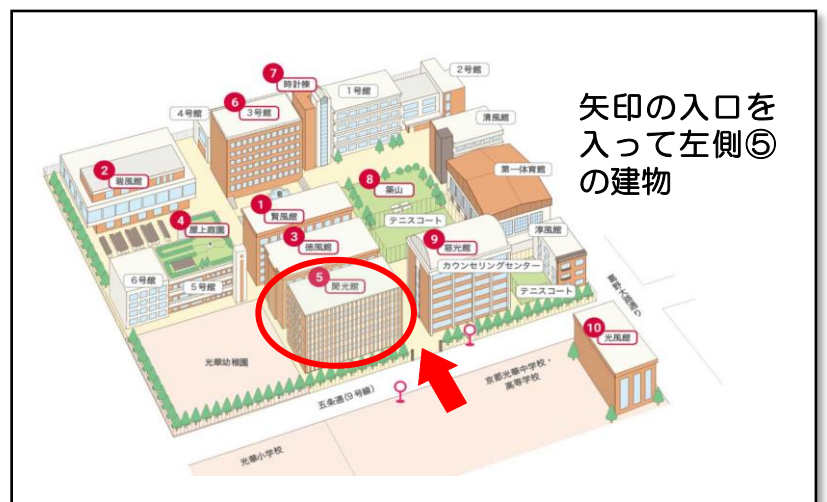 矢印の入口を
入って左側⑤
の建物
2号館
7
時計棟
1号館
6
3号館
4号館
清風館
第一体育館
2
瑞風館
8
築山
1
賢風館
テニスコート
4
屋上庭園
3
徳風館
9
慈光館
淳風館
カウンセリングセンター
6号館
5号館
5
聞光館
テニスコート
10
光風館
光華幼稚園
五条通(9号線)
京都光華中学校・
高等学校
光華小学校